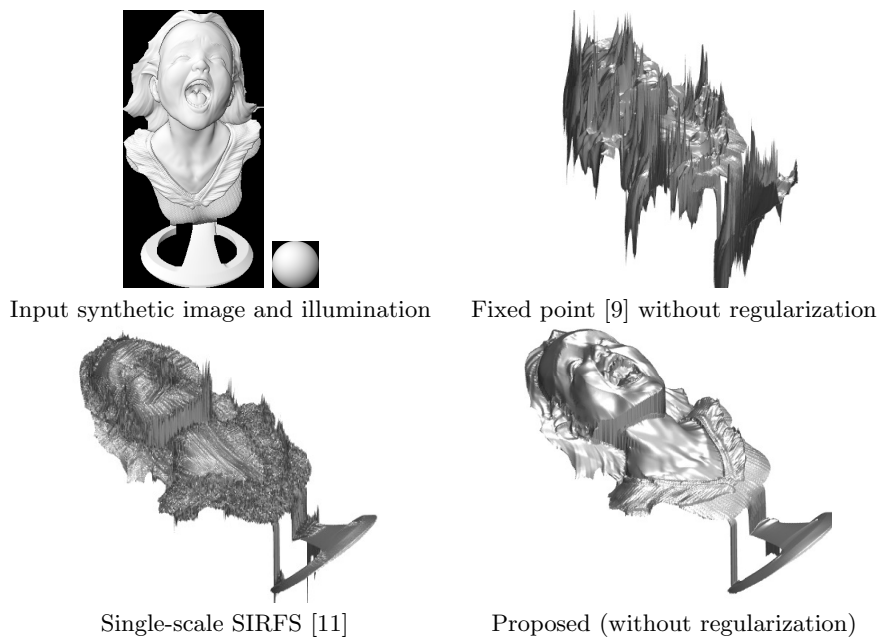 Input synthetic image and illumination
Fixed point [9] without regularization
Single-scale SIRFS [11]
Proposed (without regularization)